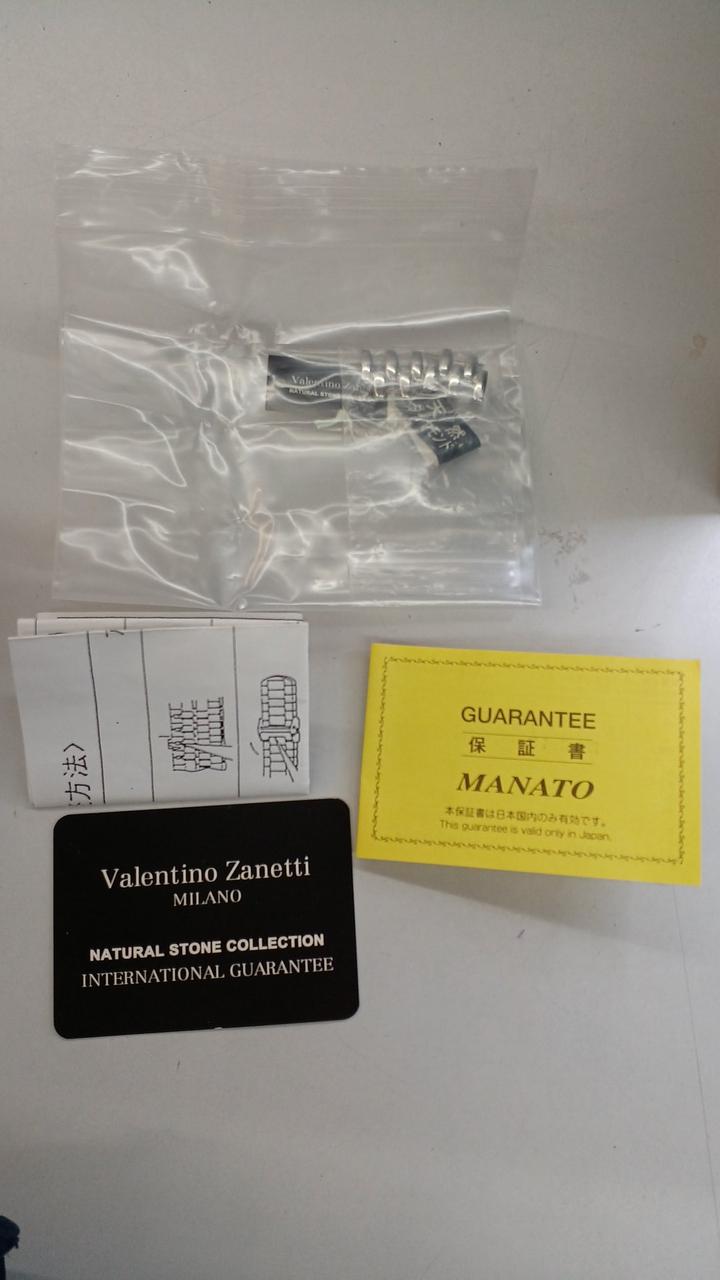 Valentino Zanetti
NATURAL STONE
方法〉
GUARANTEE
保証書
MANATO
本保証書は日本国内のみ有効です。
This guarantee is valid only in Japan.
Valentino Zanetti
MILANO
NATURAL STONE COLLECTION
INTERNATIONAL GUARANTEE